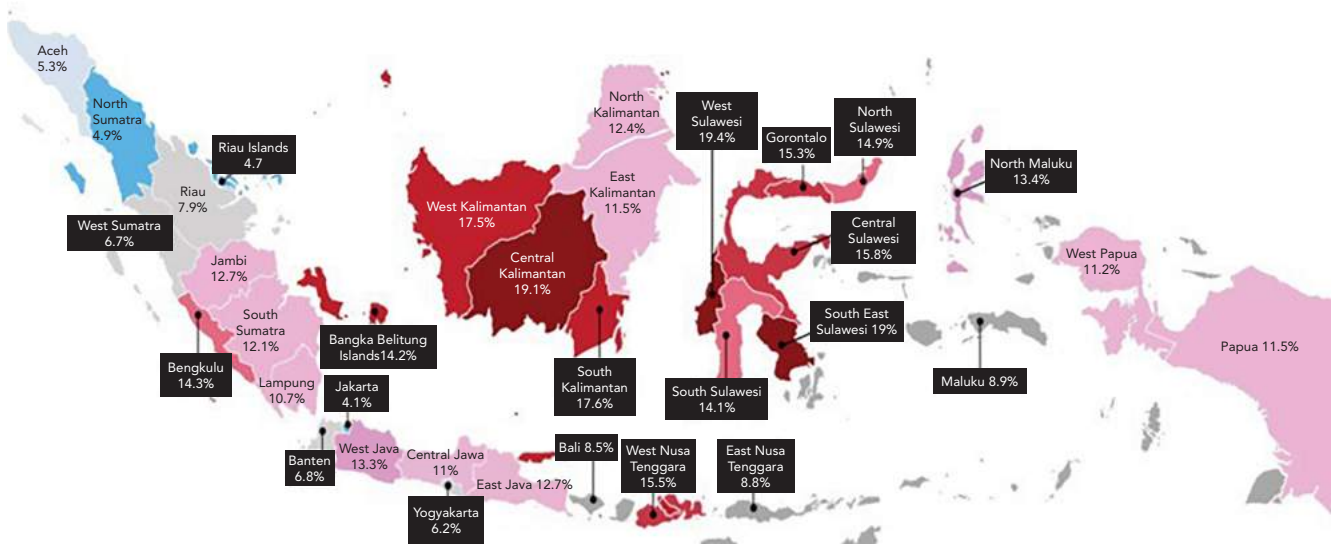 Aceh
5.3%
North
Sumatra
4.9%
Riau Islands
4.7
Riau
7.9%
West Sumatra
6.7%
Jambi
12.7%
South
Sumatra
12.1%
Bengkulu
14.3%
Lampung
10.7%
Bangka Belitung
Islands14.2%
Jakarta
4.1%
Banten
6.8%
West Java
13.3%
Central Jawa
11%
Yogyakarta
6.2%
East Java 12.7%
Bali 8.5%
West Nusa
Tenggara
15.5%
East Nusa
Tenggara
8.8%
West Kalimantan
17.5%
Central
Kalimantan
19.1%
South
Kalimantan
17.6%
East
Kalimantan
11.5%
North
Kalimantan
12.4%
West
Sulawesi
19.4%
Gorontalo
15.3%
North
Sulawesi
14.9%
Central
Sulawesi
15.8%
South East
Sulawesi 19%
South Sulawesi
14.1%
North Maluku
13.4%
Maluku 8.9%
West Papua
11.2%
Papua 11.5%